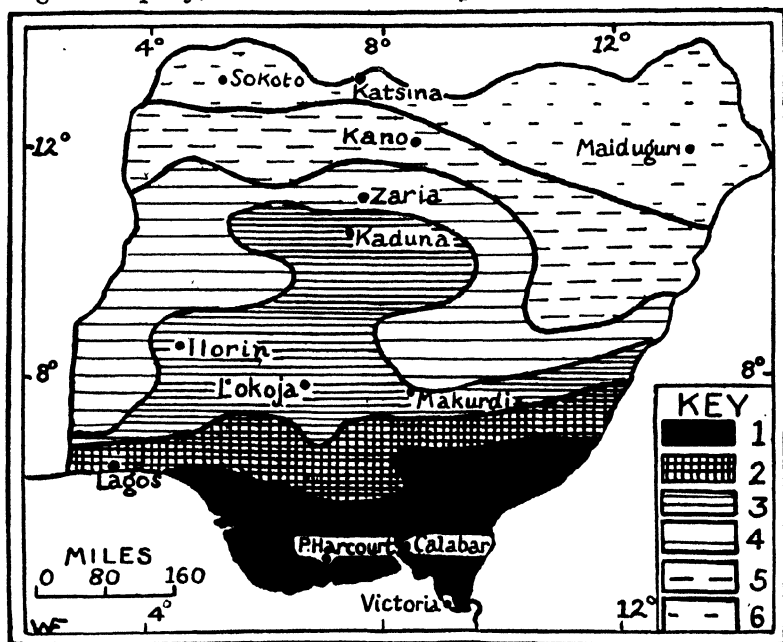 4° 8° 12°
Sokoto
Katsina
12°
Kano
Maiduguri
Zaria
Kaduna
Ilorin
8° 8°
Lokoja
Makurdi
KEY
1
2
Lagos
3
4
P.Harcourt Calabar
MILES
0 80 160
5
Victoria
6
4° 12°